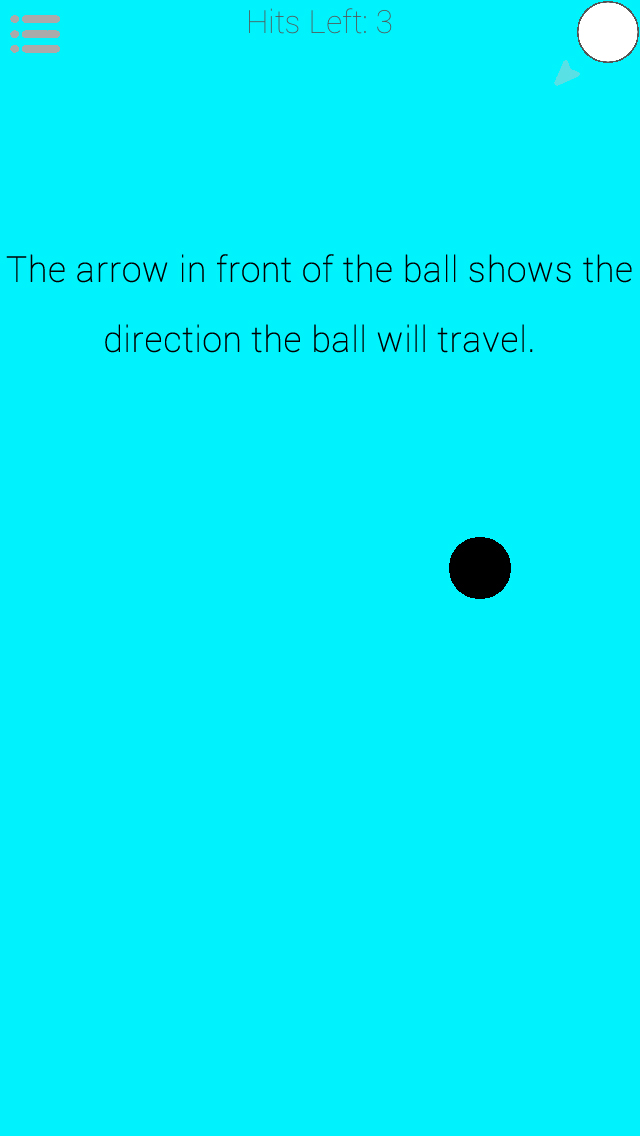 Hits Left: 3
The arrow in front of the ball shows the
direction the ball will travel.